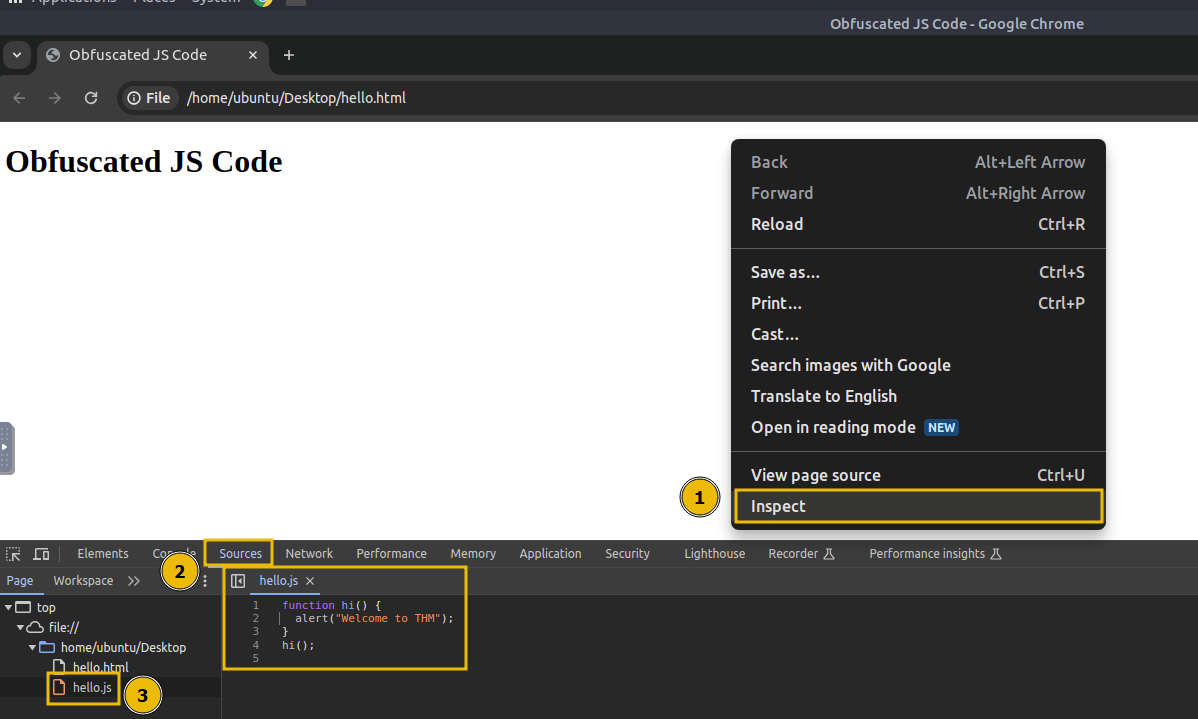 Applications Places System
Obfuscated JS Code - Google Chrome
Obfuscated JS Code
File /home/ubuntu/Desktop/hello.html
Obfuscated JS Code
Back Alt+Left Arrow
Forward Alt+Right Arrow
Reload Ctrl+R
Save as... Ctrl+S
Print... Ctrl+P
Cast...
Search images with Google
Translate to English
Open in reading mode NEW
View page source Ctrl+U
1
Inspect
Elements Sources Network Performance Memory Application Security Lighthouse Recorder Performance insights
2
Page Workspace
hello.js
top
file://
home/ubuntu/Desktop
hello.html
hello.js
3
1 function hi() {
2 alert("Welcome to THM");
3 }
4 hi();
5